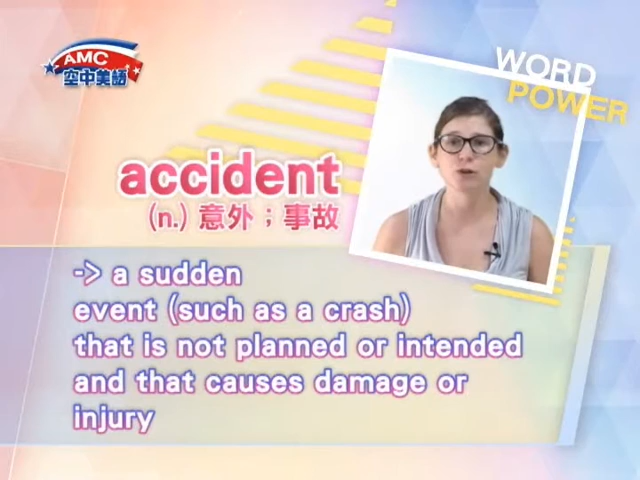 AMC
空中美語
WORD
POWER
accident
(n.) 意外；事故
-> a sudden
event (such as a crash)
that is not planned or intended
and that causes damage or
injury